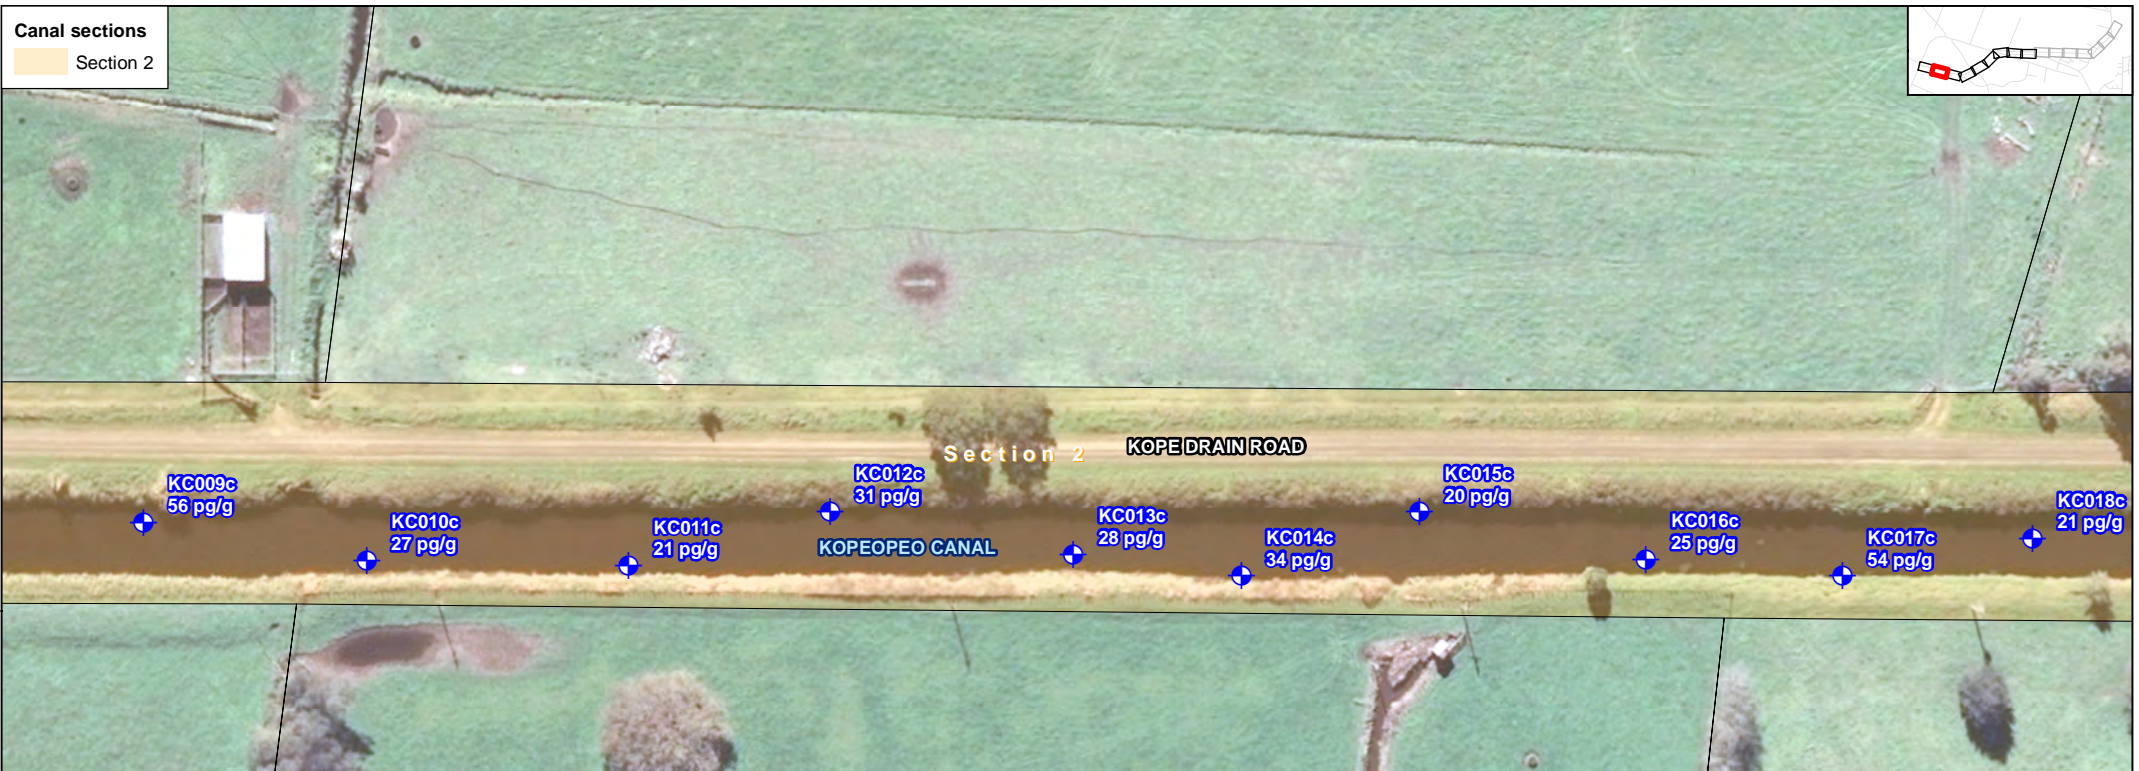 Canal sections
Section 2
Section 2
KOPE DRAIN ROAD
KC009c
56 pg/g
KC010c
27 pg/g
KC011c
21 pg/g
KC012c
31 pg/g
KOPEOPEO CANAL
KC013c
28 pg/g
KC014c
34 pg/g
KC015c
20 pg/g
KC016c
25 pg/g
KC017c
54 pg/g
KC018c
21 pg/g